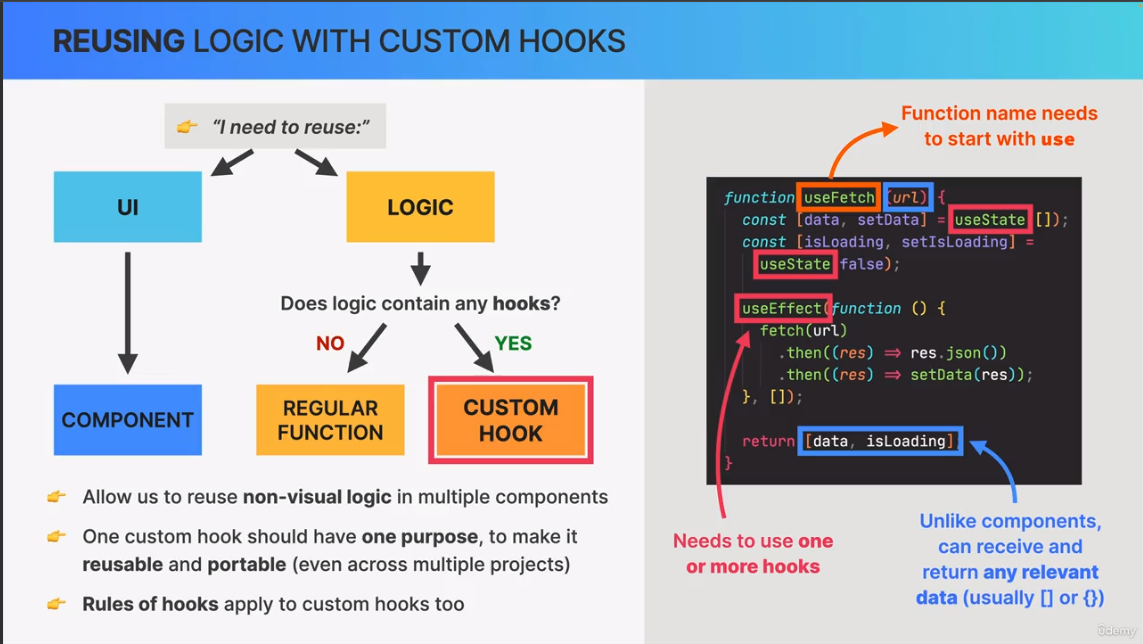 REUSING LOGIC WITH CUSTOM HOOKS
👉 “I need to reuse:”
UI
LOGIC
Does logic contain any hooks?
NO
YES
COMPONENT
REGULAR
FUNCTION
CUSTOM
HOOK
👉 Allow us to reuse non-visual logic in multiple components
👉 One custom hook should have one purpose, to make it
reusable and portable (even across multiple projects)
👉 Rules of hooks apply to custom hooks too
Function name needs
to start with use
function useFetch (url) {
const [data, setData] = useState []);
const [isLoading, setIsLoading] =
useState false);
useEffect(function () {
fetch(url)
.then((res) => res.json())
.then((res) => setData(res));
}, []);
return [data, isLoading];
}
Needs to use one
or more hooks
Unlike components,
can receive and
return any relevant
data (usually [] or {})
ûdemy